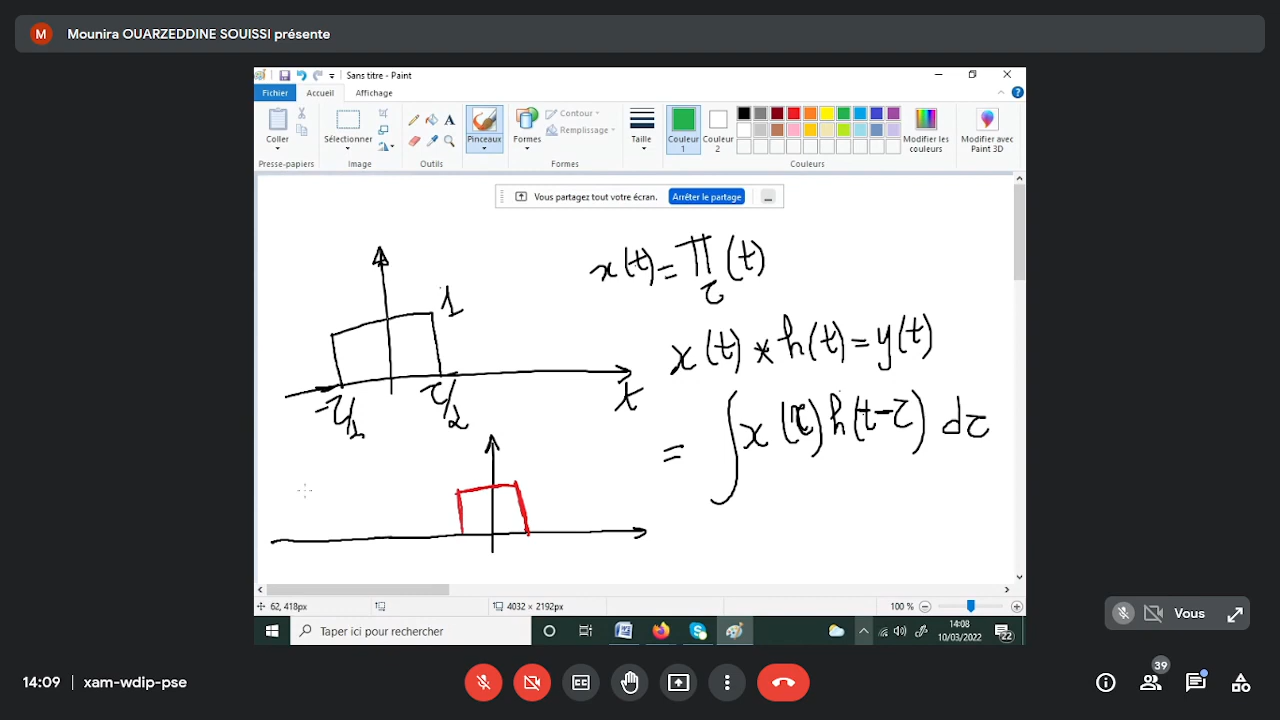 M Mounira OUARZEDDINE SOUISSI présente
Sans titre - Paint
Fichier Accueil Affichage
Coller Sélectionner Pinceaux Formes Contour Remplissage Taille Couleur 1 Couleur 2 Modifier les couleurs Modifier avec Paint 3D
Presse-papiers Image Outils Formes Couleurs
Vous partagez tout votre écran. Arrêter le partage
x(t) = Π_τ (t)
1
x(t) * h(t) = y(t)
-τ/2 τ/2 t
= ∫ x(τ) h(t-τ) dτ
62, 418px 4032 × 2192px 100 %
Taper ici pour rechercher
14:08
10/03/2022
22
Vous
39
14:09 | xam-wdip-pse